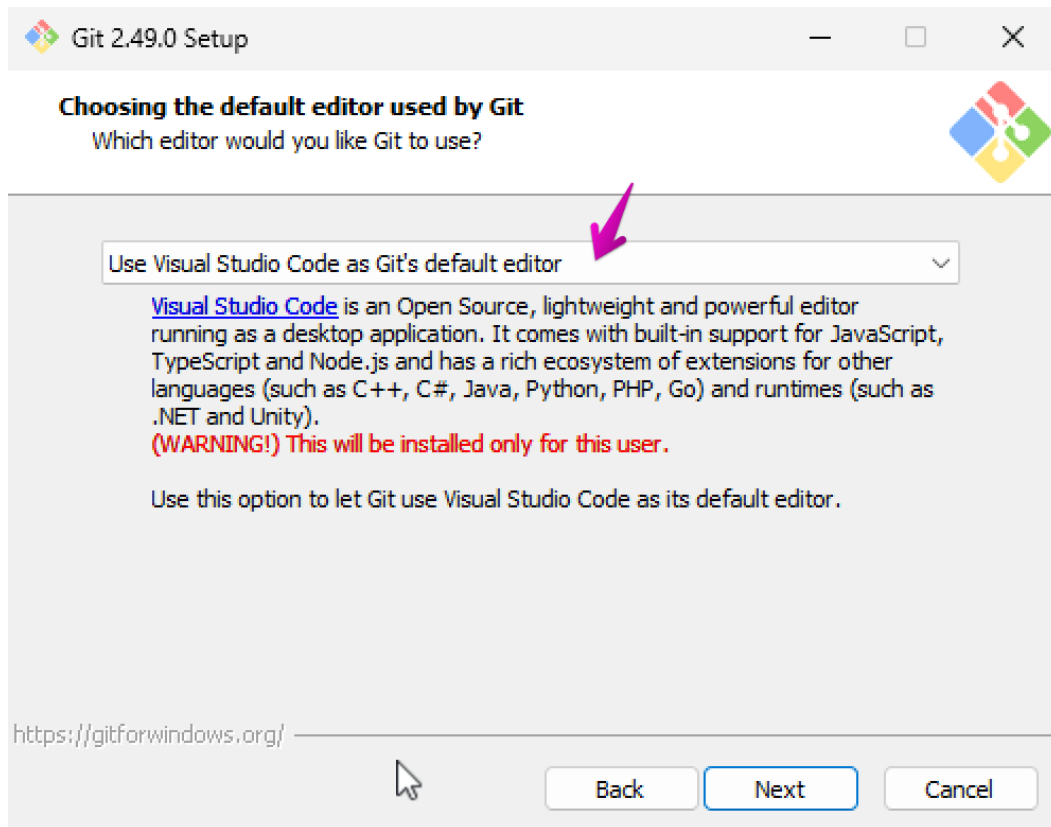 Git 2.49.0 Setup
Choosing the default editor used by Git
Which editor would you like Git to use?
Use Visual Studio Code as Git's default editor
Visual Studio Code is an Open Source, lightweight and powerful editor
running as a desktop application. It comes with built-in support for JavaScript,
TypeScript and Node.js and has a rich ecosystem of extensions for other
languages (such as C++, C#, Java, Python, PHP, Go) and runtimes (such as
.NET and Unity).
(WARNING!) This will be installed only for this user.
Use this option to let Git use Visual Studio Code as its default editor.
https://gitforwindows.org/
Back Next Cancel